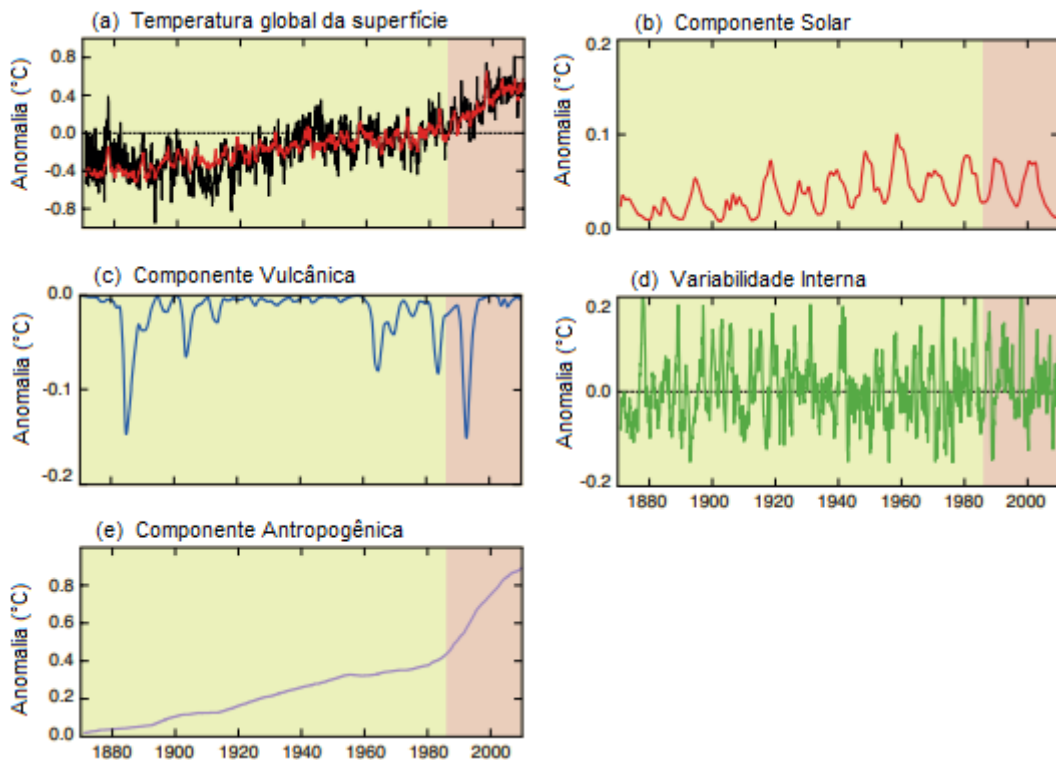 (a) Temperatura global da superfície
Anomalia (°C)
0.8
0.4
0.0
-0.4
-0.8
(b) Componente Solar
Anomalia (°C)
0.2
0.1
0.0
(c) Componente Vulcânica
Anomalia (°C)
0.0
-0.1
-0.2
(d) Variabilidade Interna
Anomalia (°C)
0.2
0.0
-0.2
1880 1900 1920 1940 1960 1980 2000
(e) Componente Antropogênica
Anomalia (°C)
0.8
0.6
0.4
0.2
0.0
1880 1900 1920 1940 1960 1980 2000